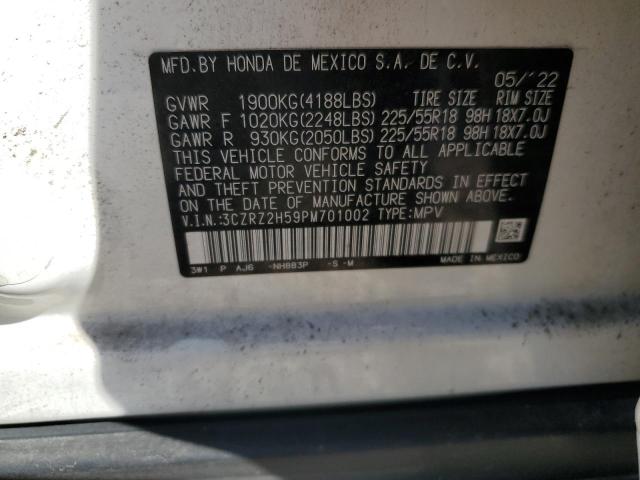 MFD.BY HONDA DE MEXICO S.A. DE C.V.
05/'22
GVWR 1900KG(4188LBS) TIRE SIZE RIM SIZE
GAWR F 1020KG(2248LBS) 225/55R18 98H 18X7.0J
GAWR R 930KG(2050LBS) 225/55R18 98H 18X7.0J
THIS VEHICLE CONFORMS TO ALL APPLICABLE
FEDERAL MOTOR VEHICLE SAFETY
STANDARDS IN EFFECT
ON THE DATE OF MANUFACTURE SHOWN ABOVE.
V.I.N.:3CZRZ2H59PM701002 TYPE:MPV
3W1 P AJ6 -NH883P -S -M MADE IN MEXICO